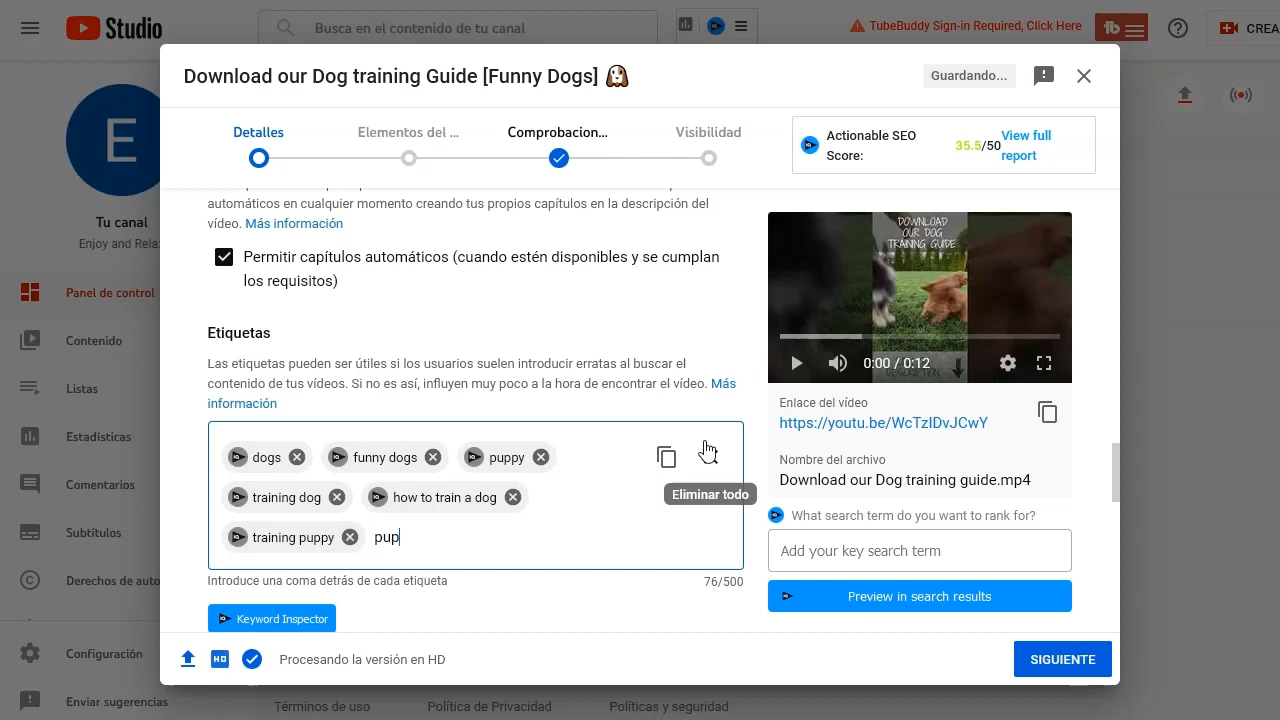 Studio
Busca en el contenido de tu canal
TubeBuddy Sign-in Required, Click Here
tb
CREA
Download our Dog training Guide [Funny Dogs]
Guardando...
Detalles
Elementos del ...
Comprobacion...
Visibilidad
Actionable SEO Score:
35.5/50
View full report
E
Tu canal
Enjoy and Rela
Panel de control
Contenido
Listas
Estadísticas
Comentarios
Subtítulos
Derechos de auto
Configuración
Enviar sugerencias
automáticos en cualquier momento creando tus propios capítulos en la descripción del
vídeo. Más información
Permitir capítulos automáticos (cuando estén disponibles y se cumplan
los requisitos)
Etiquetas
Las etiquetas pueden ser útiles si los usuarios suelen introducir erratas al buscar el
contenido de tus vídeos. Si no es así, influyen muy poco a la hora de encontrar el vídeo. Más
información
dogs
funny dogs
puppy
training dog
how to train a dog
training puppy
pup
Eliminar todo
Introduce una coma detrás de cada etiqueta
76/500
Keyword Inspector
DOWNLOAD
OUR DOG
TRAINING GUIDE
0:00 / 0:12
Enlace del vídeo
https://youtu.be/WcTzIDvJCwY
Nombre del archivo
Download our Dog training guide.mp4
What search term do you want to rank for?
Add your key search term
Preview in search results
HD
Procesando la versión en HD
SIGUIENTE
Términos de uso
Política de Privacidad
Políticas y seguridad